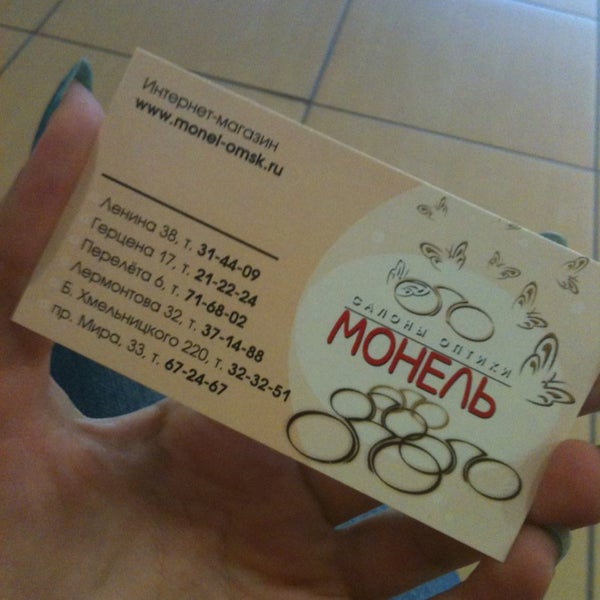 Интернет-магазин
www.monel-omsk.ru
Ленина 38, т. 31-44-09
Герцена 17, т. 21-22-24
Перелёта 6, т. 71-68-02
Лермонтова 32, т. 37-14-88
Б. Хмельницкого 220, т. 32-32-51
пр. Мира, 33, т. 67-24-67
САЛОНЫ ОПТИКИ
МОНЕЛЬ